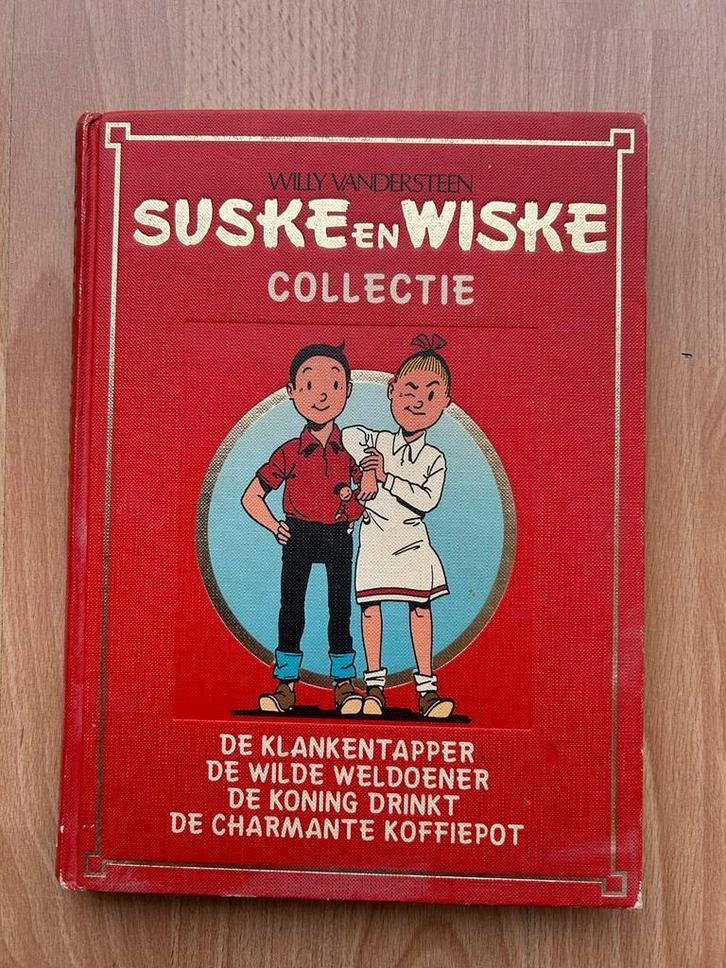 WILLY VANDERSTEEN
SUSKE EN WISKE
COLLECTIE
DE KLANKENTAPPER
DE WILDE WELDOENER
DE KONING DRINKT
DE CHARMANTE KOFFIEPOT